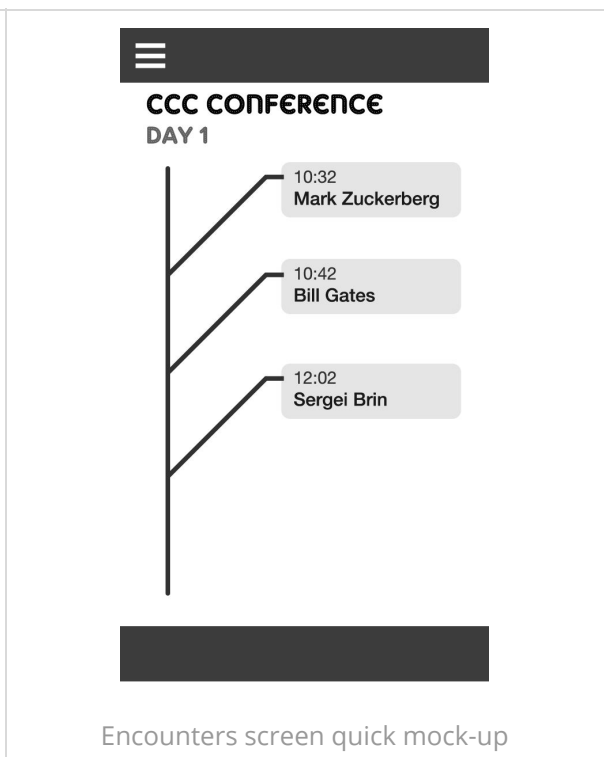 CCC CONFERENCE
DAY 1
10:32
Mark Zuckerberg
10:42
Bill Gates
12:02
Sergei Brin
Encounters screen quick mock-up